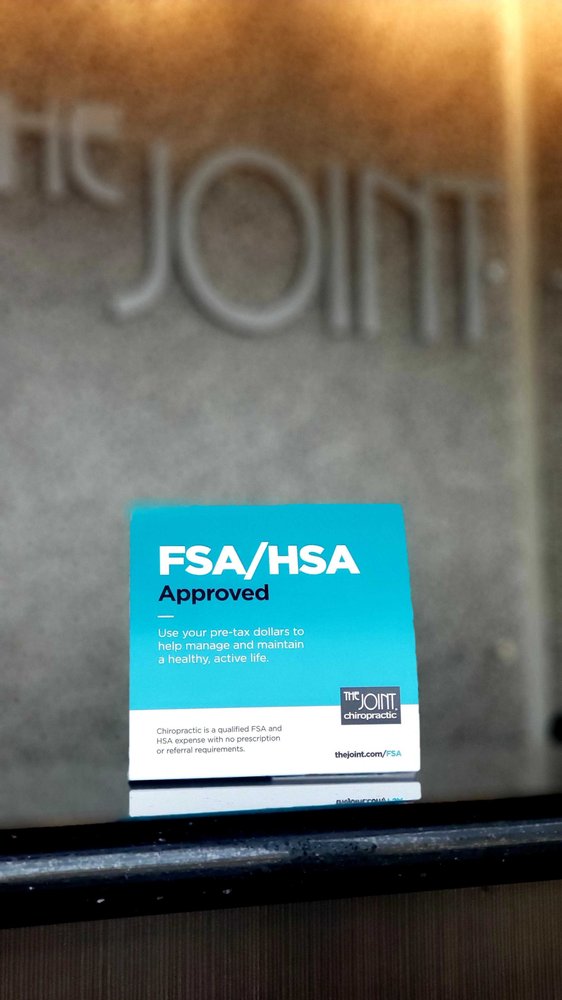 THE JOINT.
FSA/HSA
Approved
Use your pre-tax dollars to
help manage and maintain
a healthy, active life.
THE JOINT.
chiropractic
Chiropractic is a qualified FSA and
HSA expense with no prescription
or referral requirements.
thejoint.com/FSA